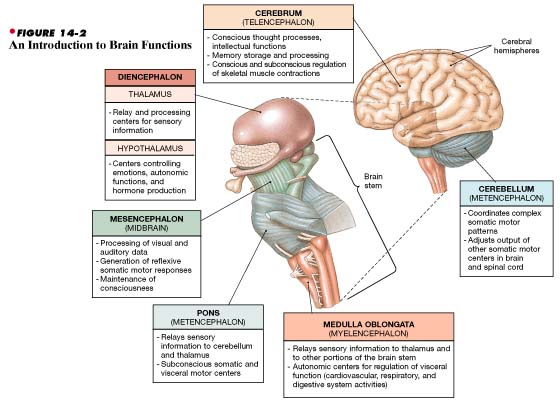 • FIGURE 14-2
An Introduction to Brain Functions
CEREBRUM
(TELENCEPHALON)
- Conscious thought processes,
intellectual functions
- Memory storage and processing
- Conscious and subconscious regulation
of skeletal muscle contractions
Cerebral
hemispheres
DIENCEPHALON
THALAMUS
- Relay and processing
centers for sensory
information
HYPOTHALAMUS
- Centers controlling
emotions, autonomic
functions, and
hormone production
Brain
stem
CEREBELLUM
(METENCEPHALON)
- Coordinates complex
somatic motor
patterns
- Adjusts output of
other somatic motor
centers in brain
and spinal cord
MESENCEPHALON
(MIDBRAIN)
- Processing of visual and
auditory data
- Generation of reflexive
somatic motor responses
- Maintenance of
consciousness
PONS
(METENCEPHALON)
- Relays sensory
information to cerebellum
and thalamus
- Subconscious somatic and
visceral motor centers
MEDULLA OBLONGATA
(MYELENCEPHALON)
- Relays sensory information to thalamus and
to other portions of the brain stem
- Autonomic centers for regulation of visceral
function (cardiovascular, respiratory, and
digestive system activities)